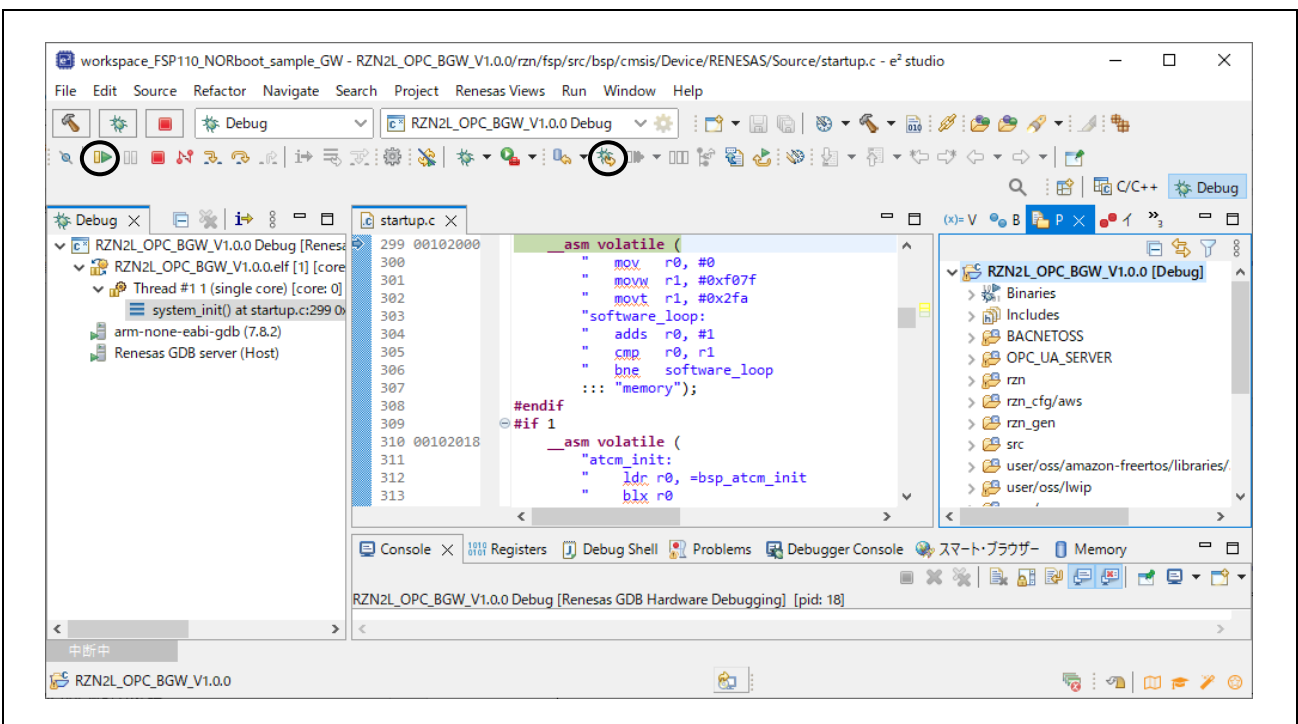 workspace_FSP110_NORboot_sample_GW - RZN2L_OPC_BGW_V1.0.0/rzn/fsp/src/bsp/cmsis/Device/RENESAS/Source/startup.c - e² studio
File Edit Source Refactor Navigate Search Project Renesas Views Run Window Help
Debug RZN2L_OPC_BGW_V1.0.0 Debug
C/C++ Debug
Debug startup.c (x)= V B P 3
RZN2L_OPC_BGW_V1.0.0 Debug [Renesa
RZN2L_OPC_BGW_V1.0.0.elf [1] [core
Thread #1 1 (single core) [core: 0]
system_init() at startup.c:299 0x
arm-none-eabi-gdb (7.8.2)
Renesas GDB server (Host)
299 00102000 __asm volatile (
300 " mov r0, #0
301 " movw r1, #0xf07f
302 " movt r1, #0x2fa
303 "software_loop:
304 " adds r0, #1
305 " cmp r0, r1
306 " bne software_loop
307 ::: "memory");
308 #endif
309 #if 1
310 00102018 __asm volatile (
311 "atcm_init:
312 " ldr r0, =bsp_atcm_init
313 " blx r0
RZN2L_OPC_BGW_V1.0.0 [Debug]
Binaries
Includes
BACNETOSS
OPC_UA_SERVER
rzn
rzn_cfg/aws
rzn_gen
src
user/oss/amazon-freertos/libraries/
user/oss/lwip
Console Registers Debug Shell Problems Debugger Console スマート・ブラウザー Memory
RZN2L_OPC_BGW_V1.0.0 Debug [Renesas GDB Hardware Debugging] [pid: 18]
中断中
RZN2L_OPC_BGW_V1.0.0